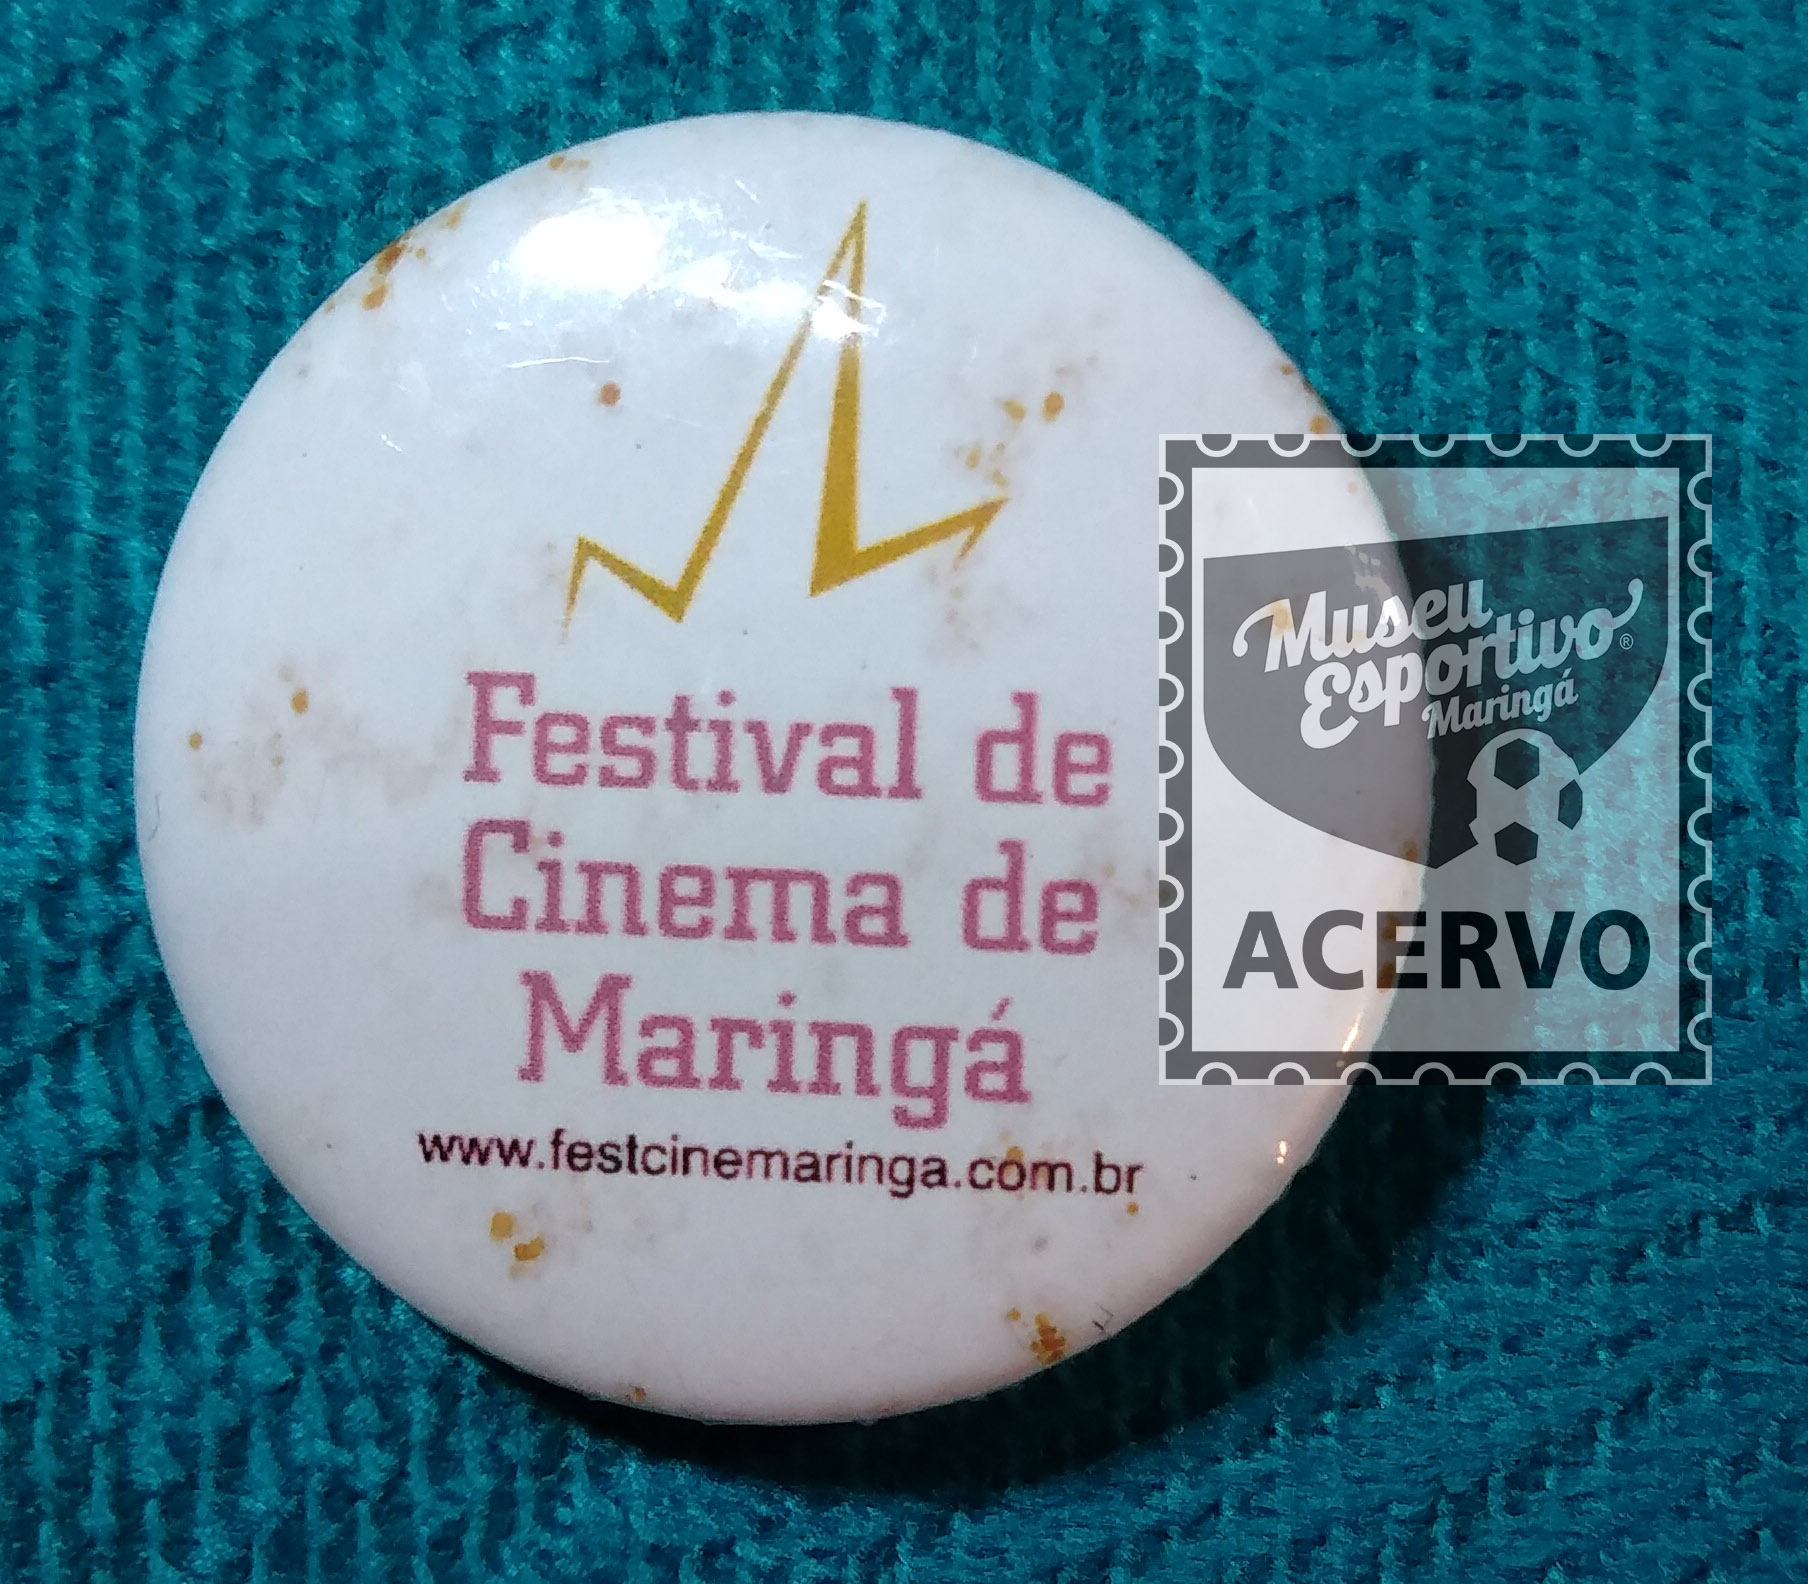 Festival de
Cinema de
Maringá
www.festcinemaringa.com.br
Museu
Esportivo®
Maringá
ACERVO